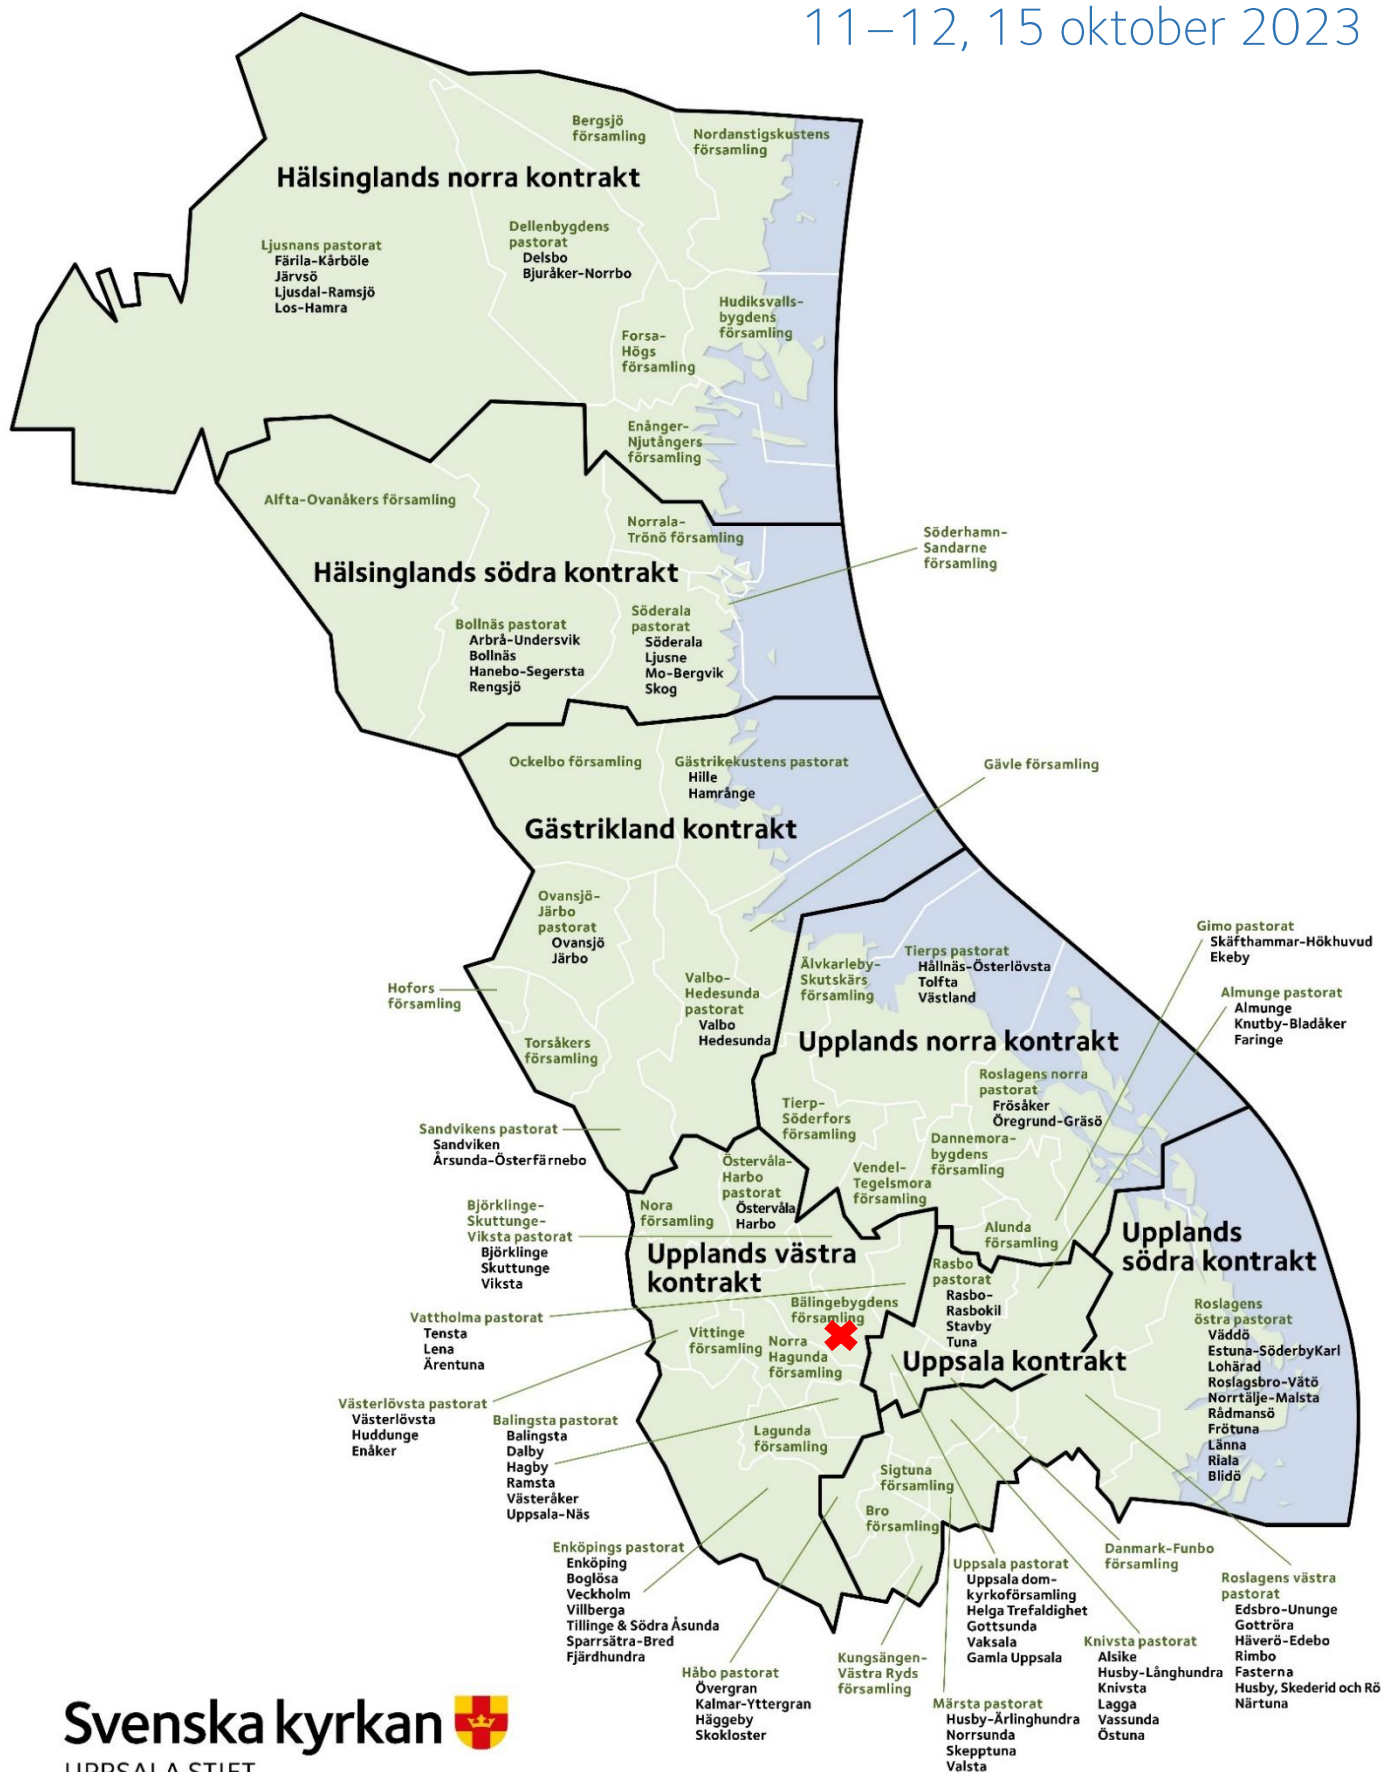 11–12, 15 oktober 2023
Bergsjö
församling
Nordanstigskustens
församling
Hälsinglands norra kontrakt
Ljusnans pastorat
Färila-Kårböle
Järvsö
Ljusdal-Ramsjö
Los-Hamra
Dellenbygdens
pastorat
Delsbo
Bjuråker-Norrbo
Hudiksvalls-
bygdens
församling
Forsa-
Högs
församling
Enånger-
Njutångers
församling
Alfta-Ovanåkers församling
Norrala-
Trönö församling
Söderhamn-
Sandarne
församling
Hälsinglands södra kontrakt
Bollnäs pastorat
Arbrå-Undersvik
Bollnäs
Hanebo-Segersta
Rengsjö
Söderala
pastorat
Söderala
Ljusne
Mo-Bergvik
Skog
Ockelbo församling
Gästrikekustens pastorat
Hille
Hamrånge
Gävle församling
Gästrikland kontrakt
Ovansjö-
Järbo
pastorat
Ovansjö
Järbo
Hofors
församling
Valbo-
Hedesunda
pastorat
Valbo
Hedesunda
Torsåkers
församling
Sandvikens pastorat
Sandviken
Årsunda-Österfärnebo
Älvkarleby-
Skutskärs
församling
Tierps pastorat
Hållnäs-Österlövsta
Tolfta
Västland
Gimo pastorat
Skäfthammar-Hökhuvud
Ekeby
Almunge pastorat
Almunge
Knutby-Bladåker
Faringe
Upplands norra kontrakt
Roslagens norra
pastorat
Frösåker
Öregrund-Gräsö
Tierp-
Söderfors
församling
Dannemora-
bygdens
församling
Vendel-
Tegelsmora
församling
Alunda
församling
Östervåla-
Harbo
pastorat
Östervåla
Harbo
Nora
församling
Björklinge-
Skuttunge-
Viksta pastorat
Björklinge
Skuttunge
Viksta
Upplands västra
kontrakt
Upplands
södra kontrakt
Rasbo
pastorat
Rasbo-
Rasbokil
Stavby
Tuna
Bälingebygdens
församling
Vattholma pastorat
Tensta
Lena
Ärentuna
Vittinge
församling
Norra
Hagunda
församling
Uppsala kontrakt
Roslagens
östra pastorat
Väddö
Estuna-SöderbyKarl
Lohärad
Roslagsbro-Vätö
Norrtälje-Malsta
Rådmansö
Frötuna
Länna
Riala
Blidö
Västerlövsta pastorat
Västerlövsta
Huddunge
Enåker
Balingsta pastorat
Balingsta
Dalby
Hagby
Ramsta
Västeråker
Uppsala-Näs
Lagunda
församling
Sigtuna
församling
Bro
församling
Enköpings pastorat
Enköping
Boglösa
Veckholm
Villberga
Tillinge & Södra Åsunda
Sparrsätra-Bred
Fjärdhundra
Håbo pastorat
Övergran
Kalmar-Yttergran
Häggeby
Skokloster
Kungsängen-
Västra Ryds
församling
Uppsala pastorat
Uppsala dom-
kyrkoförsamling
Helga Trefaldighet
Gottsunda
Vaksala
Gamla Uppsala
Märsta pastorat
Husby-Ärlinghundra
Norrsunda
Skepptuna
Valsta
Danmark-Funbo
församling
Knivsta pastorat
Alsike
Husby-Långhundra
Knivsta
Lagga
Vassunda
Östuna
Roslagens västra
pastorat
Edsbro-Ununge
Gottröra
Häverö-Edebo
Rimbo
Fasterna
Husby, Skederid och Rö
Närtuna
Svenska kyrkan
UPPSALA STIFT